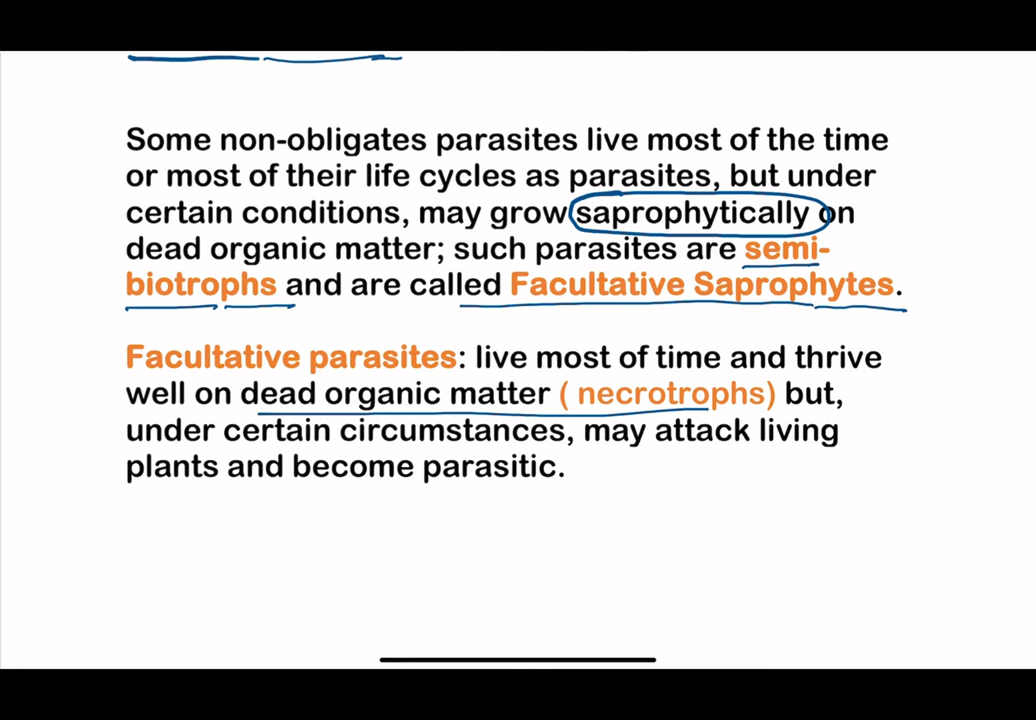 Some non-obligates parasites live most of the time
or most of their life cycles as parasites, but under
certain conditions, may grow saprophytically on
dead organic matter; such parasites are semi-
biotrophs and are called Facultative Saprophytes.
Facultative parasites: live most of time and thrive
well on dead organic matter ( necrotrophs) but,
under certain circumstances, may attack living
plants and become parasitic.